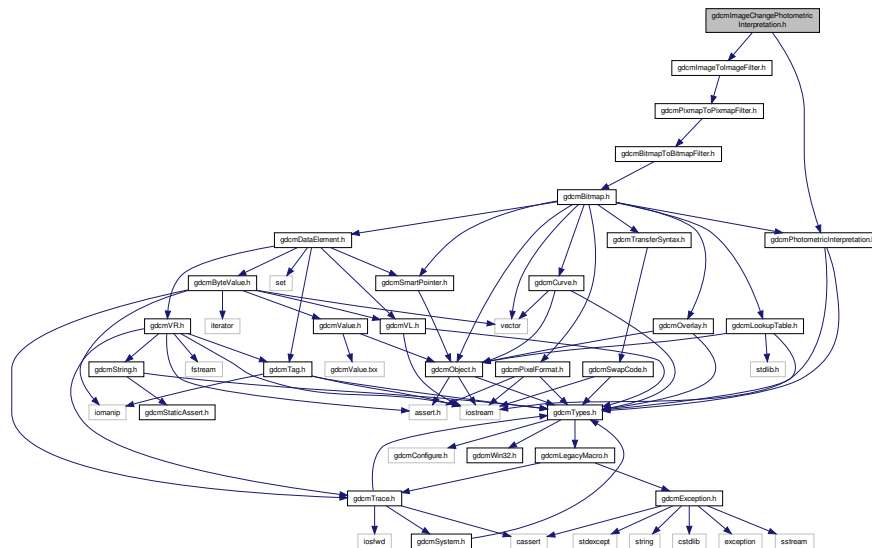 gdcmImageChangePhotometric
Interpretation.h
gdcmImageToImageFilter.h
gdcmPixmapToPixmapFilter.h
gdcmBitmapToBitmapFilter.h
gdcmBitmap.h
gdcmDataElement.h
gdcmTransferSyntax.h
gdcmPhotometricInterpretation.h
gdcmByteValue.h
set
gdcmSmartPointer.h
gdcmCurve.h
gdcmVR.h
iterator
gdcmValue.h
gdcmVL.h
vector
gdcmOverlay.h
gdcmLookupTable.h
gdcmString.h
fstream
gdcmTag.h
gdcmValue.txx
gdcmObject.h
gdcmPixelFormat.h
gdcmSwapCode.h
stdlib.h
iomanip
gdcmStaticAssert.h
assert.h
iostream
gdcmTypes.h
gdcmConfigure.h
gdcmWin32.h
gdcmLegacyMacro.h
gdcmTrace.h
gdcmException.h
iosfwd
gdcmSystem.h
cassert
stdexcept
string
cstdlib
exception
sstream